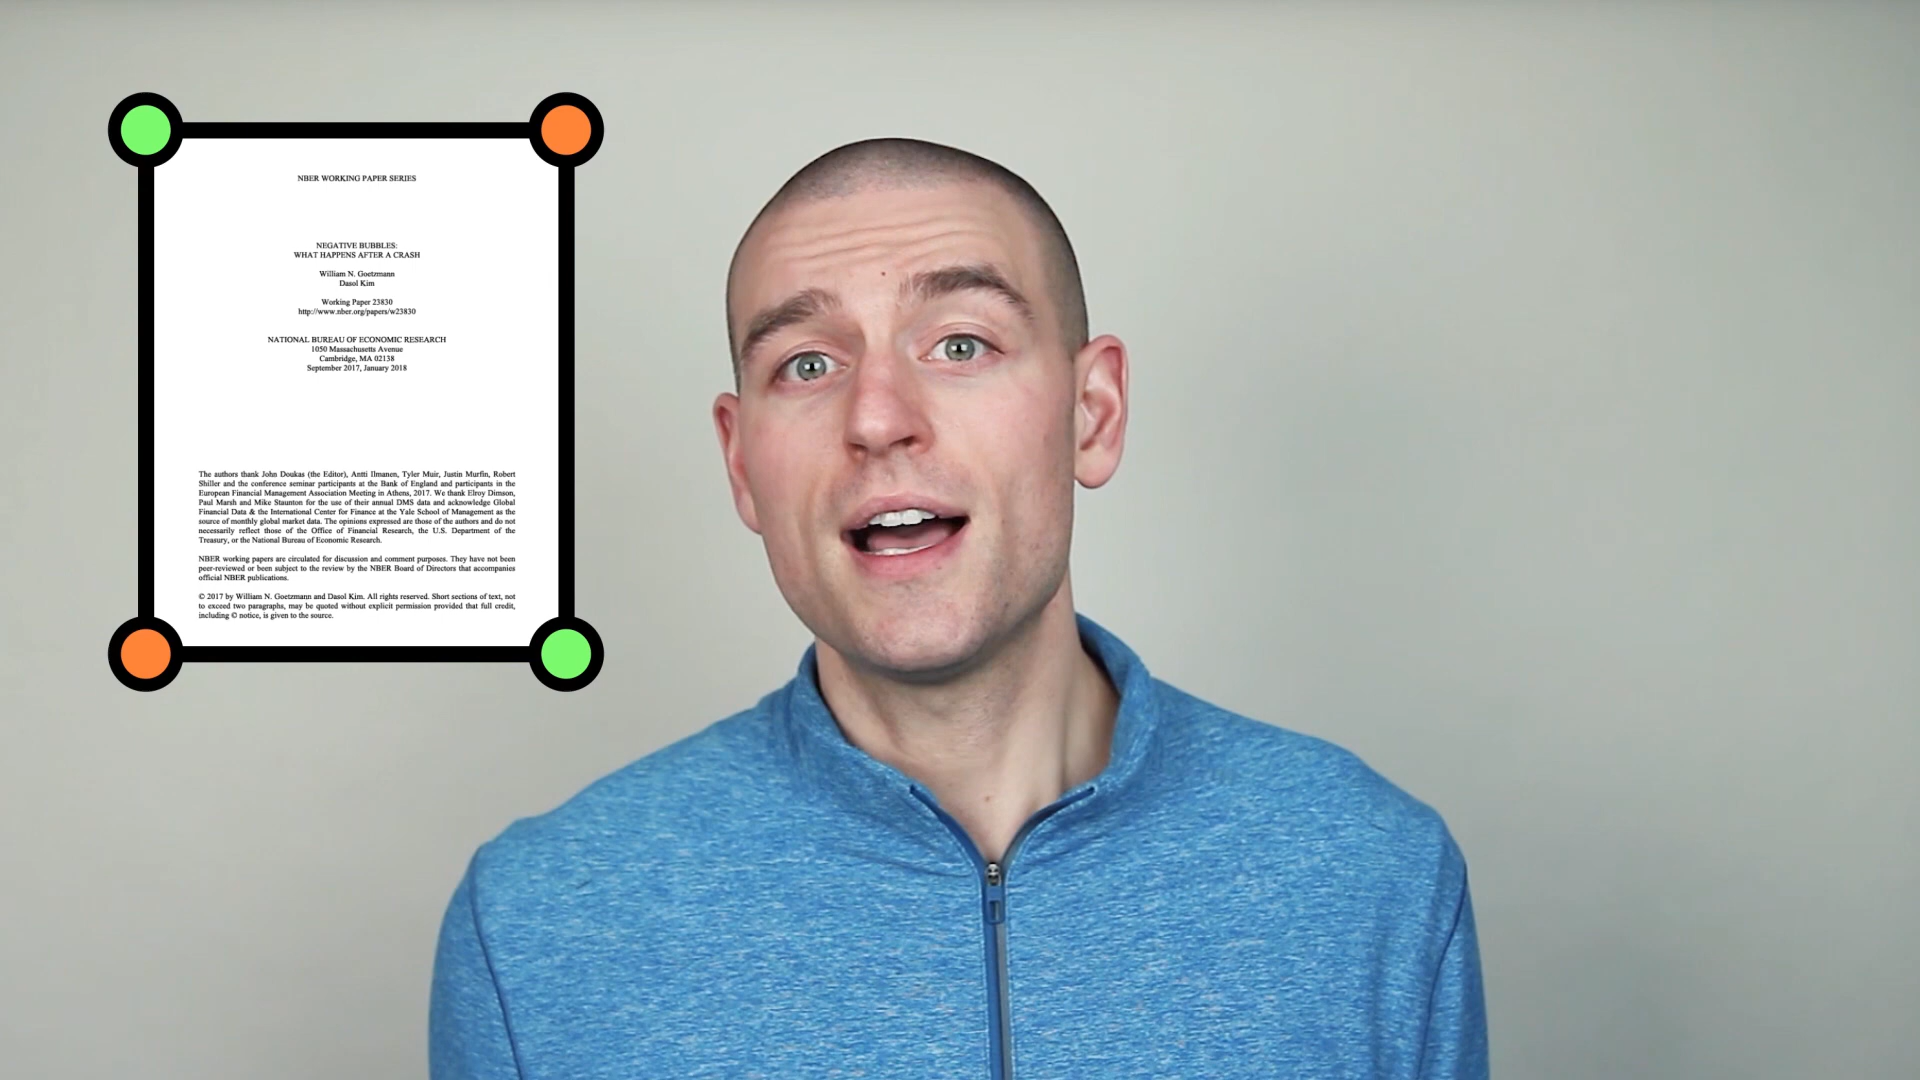 NBER WORKING PAPER SERIES
NEGATIVE BUBBLES:
WHAT HAPPENS AFTER A CRASH
William N. Goetzmann
Dasol Kim
Working Paper 23830
http://www.nber.org/papers/w23830
NATIONAL BUREAU OF ECONOMIC RESEARCH
1050 Massachusetts Avenue
Cambridge, MA 02138
September 2017, January 2018
The authors thank John Doukas (the Editor), Antti Ilmanen, Tyler Muir, Justin Murfin, Robert
Shiller and the conference seminar participants at the Bank of England and participants in the
European Financial Management Association Meeting in Athens, 2017. We thank Elroy Dimson,
Paul Marsh and Mike Staunton for the use of their annual DMS data and acknowledge Global
Financial Data & the International Center for Finance at the Yale School of Management as the
source of monthly global market data. The opinions expressed are those of the authors and do not
necessarily reflect those of the Office of Financial Research, the U.S. Department of the
Treasury, or the National Bureau of Economic Research.
NBER working papers are circulated for discussion and comment purposes. They have not been
peer-reviewed or been subject to the review by the NBER Board of Directors that accompanies
official NBER publications.
© 2017 by William N. Goetzmann and Dasol Kim. All rights reserved. Short sections of text, not
to exceed two paragraphs, may be quoted without explicit permission provided that full credit,
including © notice, is given to the source.